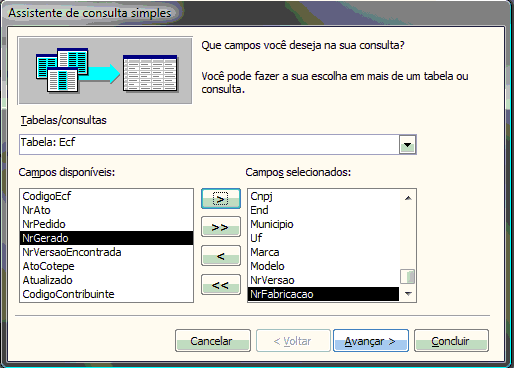 Assistente de consulta simples
Que campos você deseja na sua consulta?
Você pode fazer a sua escolha em mais de um tabela ou
consulta.
Tabelas/consultas
Tabela: Ecf
Campos disponíveis:
CodigoEcf
NrAto
NrPedido
NrGerado
NrVersaoEncontrada
AtoCotepe
Atualizado
CodigoContribuinte
>
>>
<
<<
Campos selecionados:
Cnpj
End
Municipio
Uf
Marca
Modelo
NrVersao
NrFabricacao
Cancelar
< Voltar
Avançar >
Concluir